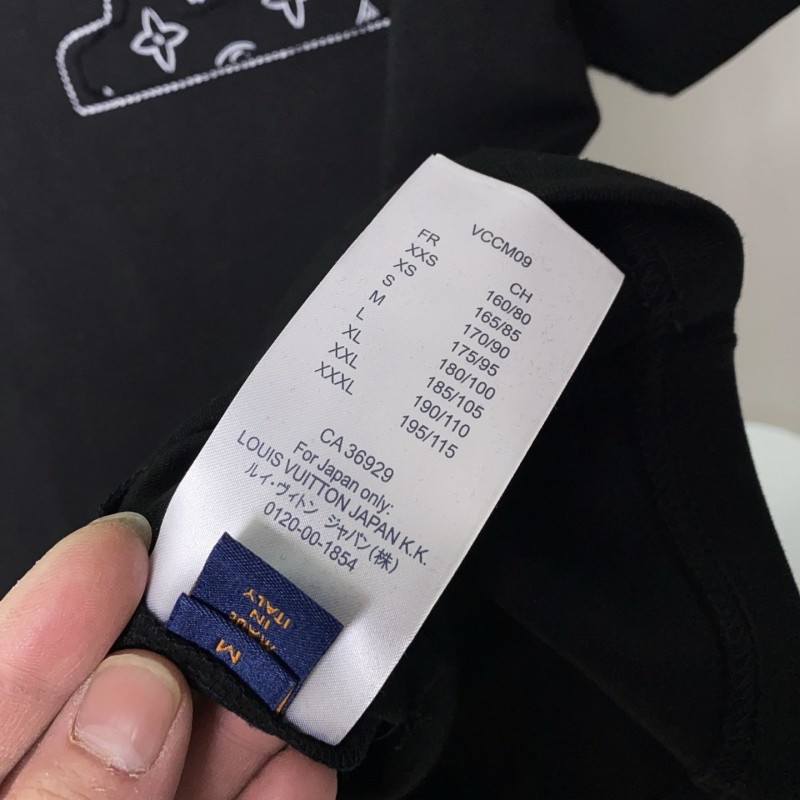 VCCM09
FR CH
XXS 160/80
XS 165/85
S 170/90
M 175/95
L 180/100
XL 185/105
XXL 190/110
XXXL 195/115
CA 36929
For Japan only:
LOUIS VUITTON JAPAN K.K.
ルイ・ヴィトン ジャパン(株)
0120-00-1854
MADE
IN
ITALY
M